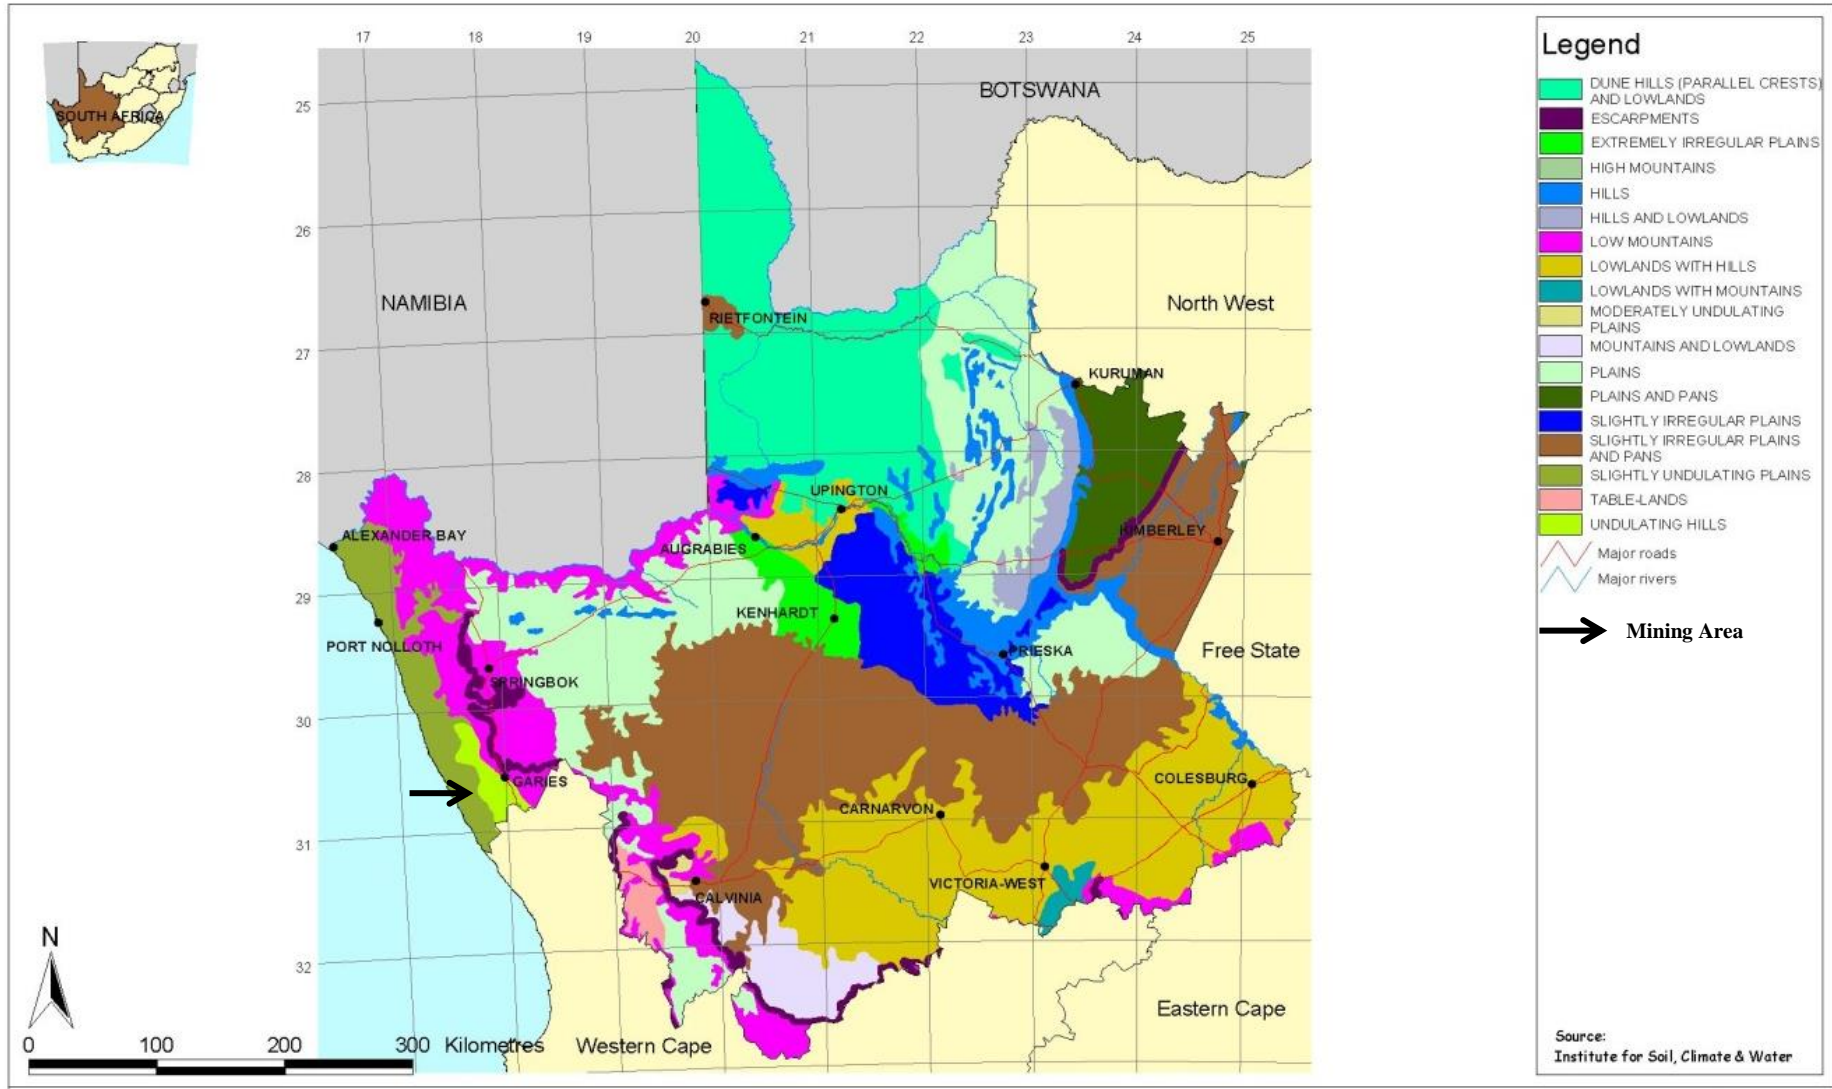 17 18 19 20 21 22 23 24 25
25
26
27
28
29
30
31
32
SOUTH AFRICA
BOTSWANA
NAMIBIA
North West
RIETFONTEIN
KURUMAN
UPINGTON
ALEXANDER BAY
AUGRABIES
KIMBERLEY
KENHARDT
PORT NOLLOTH
PRIESKA
Free State
SPRINGBOK
GARIES
COLESBURG
CARNARVON
VICTORIA-WEST
CALVINIA
Eastern Cape
Western Cape
N
0 100 200 300 Kilometres
Legend
DUNE HILLS (PARALLEL CRESTS)
AND LOWLANDS
ESCARPMENTS
EXTREMELY IRREGULAR PLAINS
HIGH MOUNTAINS
HILLS
HILLS AND LOWLANDS
LOW MOUNTAINS
LOWLANDS WITH HILLS
LOWLANDS WITH MOUNTAINS
MODERATELY UNDULATING
PLAINS
MOUNTAINS AND LOWLANDS
PLAINS
PLAINS AND PANS
SLIGHTLY IRREGULAR PLAINS
SLIGHTLY IRREGULAR PLAINS
AND PANS
SLIGHTLY UNDULATING PLAINS
TABLE-LANDS
UNDULATING HILLS
Major roads
Major rivers
Mining Area
Source:
Institute for Soil, Climate & Water